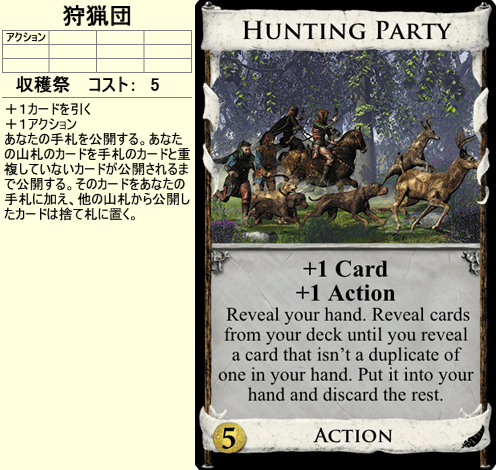 狩猟団
アクション
収穫祭 コスト: 5
+1カードを引く
+1アクション
あなたの手札を公開する。あなた
の山札のカードを手札のカードと重
複していないカードが公開されるま
で公開する。そのカードをあなたの
手札に加え、他の山札から公開し
たカードは捨て札に置く。
HUNTING PARTY
+1 Card
+1 Action
Reveal your hand. Reveal cards
from your deck until you reveal
a card that isn't a duplicate of
one in your hand. Put it into your
hand and discard the rest.
5
ACTION